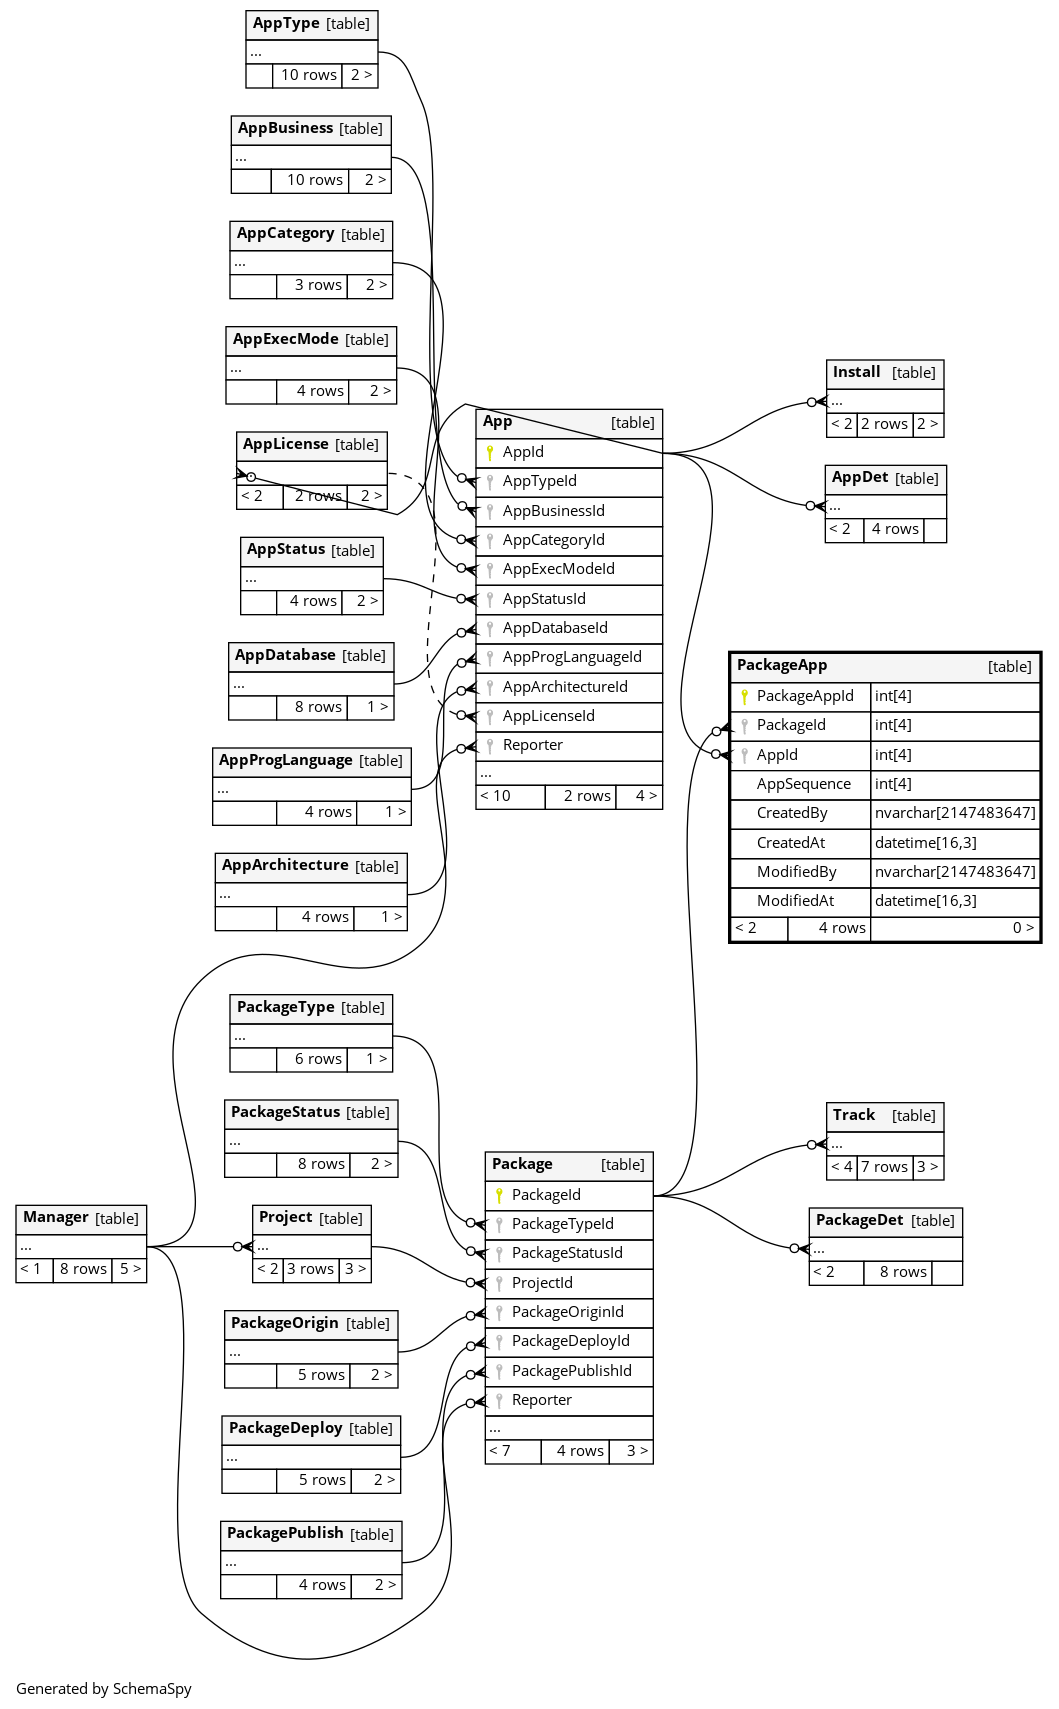 AppType [table]
...
10 rows 2 >
AppBusiness [table]
...
10 rows 2 >
AppCategory [table]
...
3 rows 2 >
AppExecMode [table]
...
4 rows 2 >
AppLicense [table]
< 2 2 rows 2 >
AppStatus [table]
...
4 rows 2 >
AppDatabase [table]
...
8 rows 1 >
AppProgLanguage [table]
...
4 rows 1 >
AppArchitecture [table]
...
4 rows 1 >
PackageType [table]
...
6 rows 1 >
PackageStatus [table]
...
8 rows 2 >
Manager [table]
...
< 1 8 rows 5 >
Project [table]
...
< 2 3 rows 3 >
PackageOrigin [table]
...
5 rows 2 >
PackageDeploy [table]
...
5 rows 2 >
PackagePublish [table]
...
4 rows 2 >
App [table]
AppId
AppTypeId
AppBusinessId
AppCategoryId
AppExecModeId
AppStatusId
AppDatabaseId
AppProgLanguageId
AppArchitectureId
AppLicenseId
Reporter
...
< 10 2 rows 4 >
Package [table]
PackageId
PackageTypeId
PackageStatusId
ProjectId
PackageOriginId
PackageDeployId
PackagePublishId
Reporter
...
< 7 4 rows 3 >
Install [table]
...
< 2 2 rows 2 >
AppDet [table]
...
< 2 4 rows
PackageApp [table]
PackageAppId int[4]
PackageId int[4]
AppId int[4]
AppSequence int[4]
CreatedBy nvarchar[2147483647]
CreatedAt datetime[16,3]
ModifiedBy nvarchar[2147483647]
ModifiedAt datetime[16,3]
< 2 4 rows 0 >
Track [table]
...
< 4 7 rows 3 >
PackageDet [table]
...
< 2 8 rows
Generated by SchemaSpy